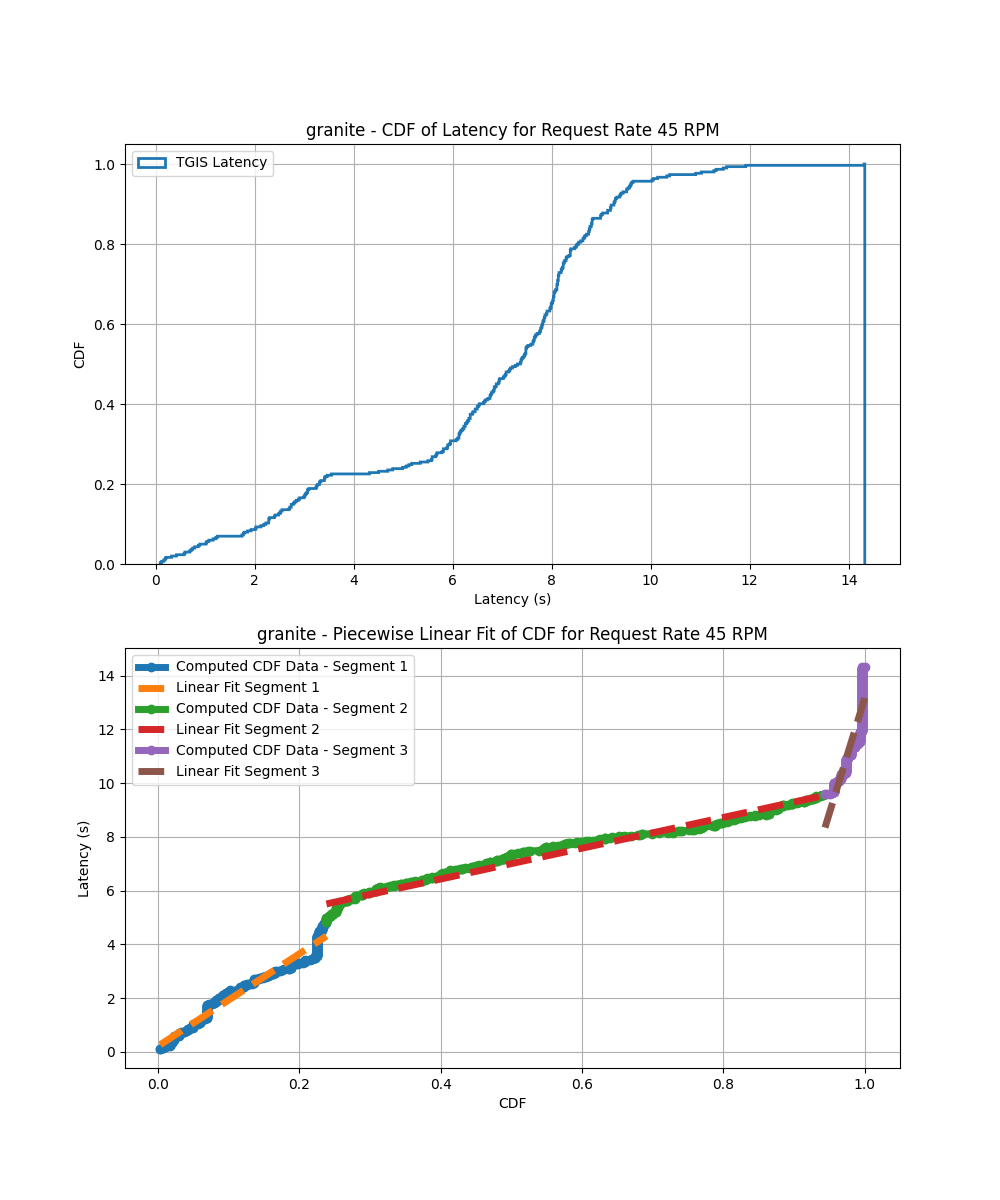 granite - CDF of Latency for Request Rate 45 RPM
TGIS Latency
1.0
0.8
0.6
0.4
0.2
0.0
CDF
0 2 4 6 8 10 12 14
Latency (s)
granite - Piecewise Linear Fit of CDF for Request Rate 45 RPM
Computed CDF Data - Segment 1
Linear Fit Segment 1
Computed CDF Data - Segment 2
Linear Fit Segment 2
Computed CDF Data - Segment 3
Linear Fit Segment 3
14
12
10
8
6
4
2
0
Latency (s)
0.0 0.2 0.4 0.6 0.8 1.0
CDF